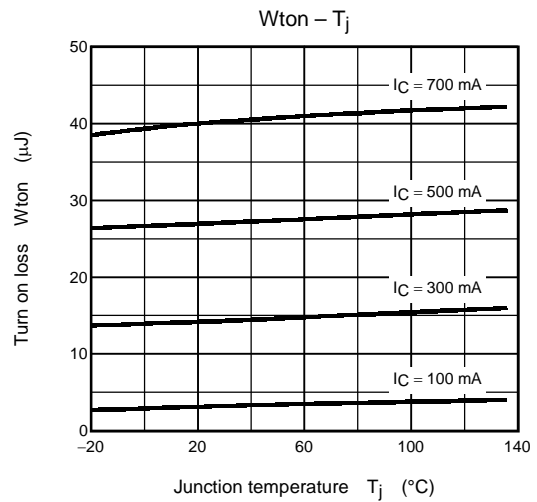 Wton – Tj
50
40
30
20
10
0
Turn on loss Wton (μJ)
IC = 700 mA
IC = 500 mA
IC = 300 mA
IC = 100 mA
–20
20
60
100
140
Junction temperature Tj (°C)